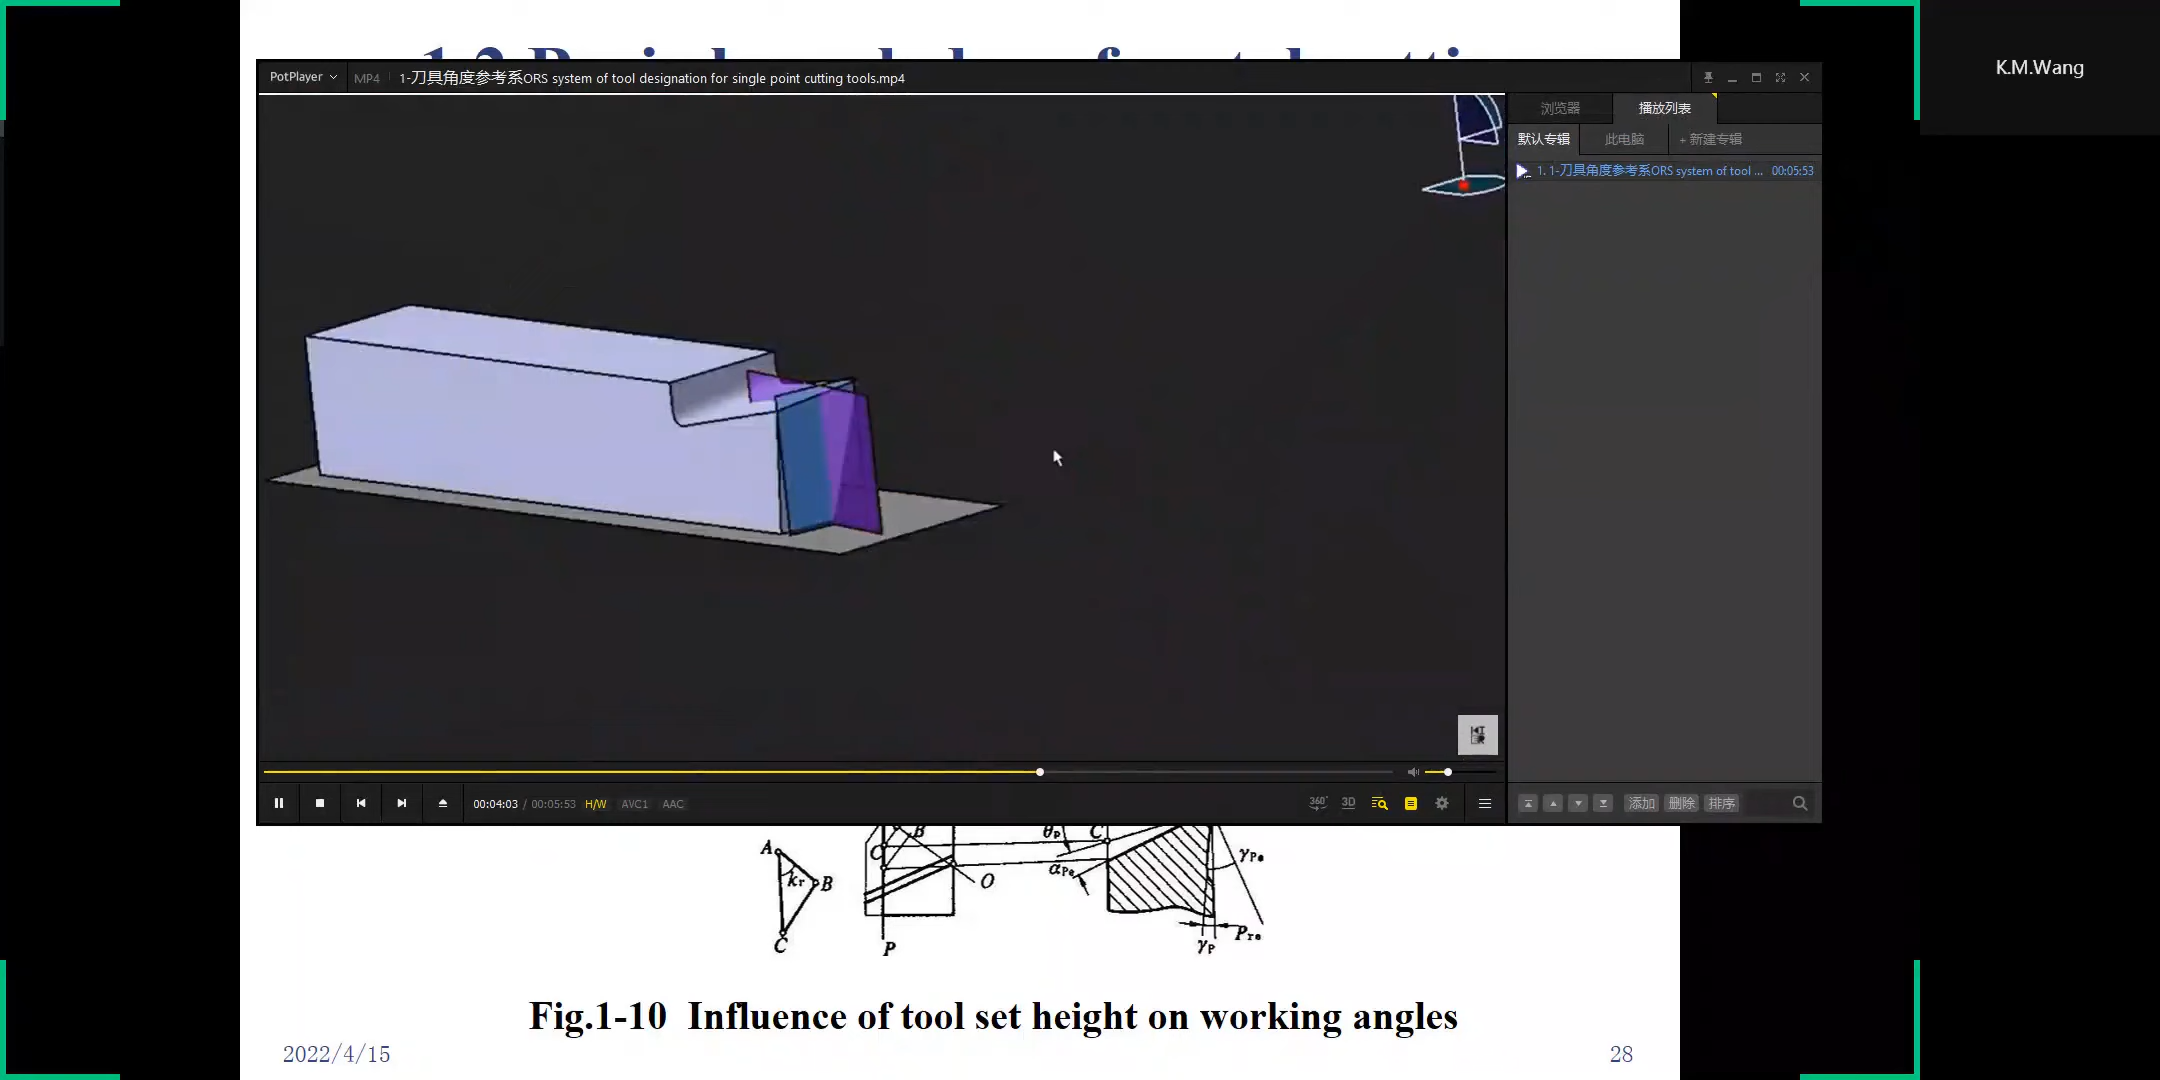 K.M.Wang
PotPlayer MP4 1-刀具角度参考系ORS system of tool designation for single point cutting tools.mp4
浏览器 播放列表
默认专辑 此电脑 + 新建专辑
1. 1-刀具角度参考系ORS system of tool ... 00:05:53
00:04:03 / 00:05:53 H/W AVC1 AAC
360° 3D
添加 删除 排序
B θP C
C
A γPe
kr B αPe O
C P γP Pre
Fig.1-10 Influence of tool set height on working angles
2022/4/15 28